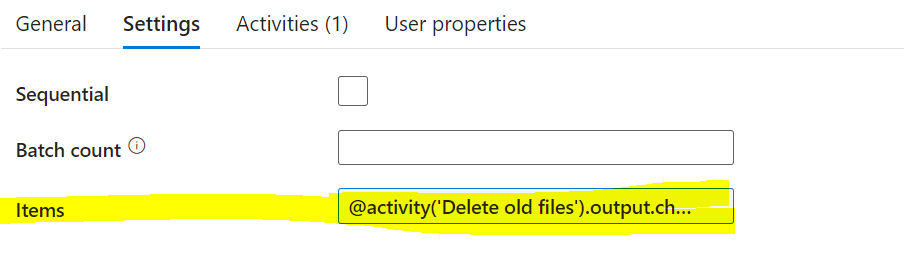 General Settings Activities (1) User properties
Sequential
Batch count
Items @activity('Delete old files').output.ch...